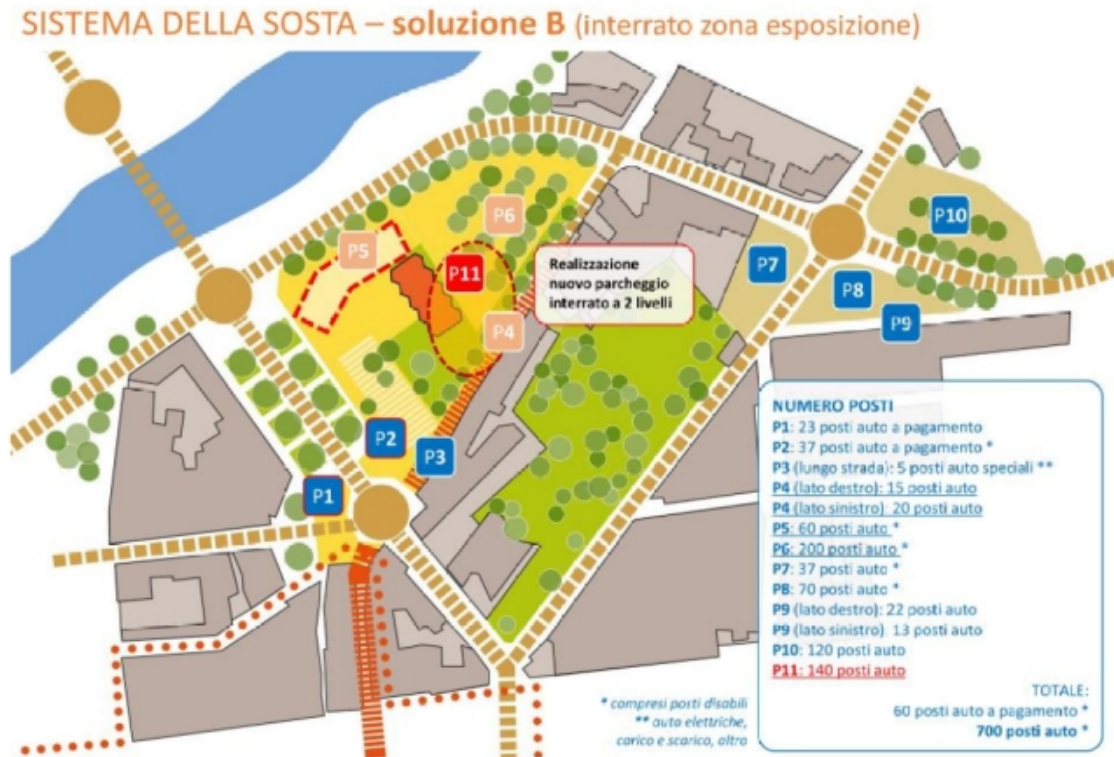 SISTEMA DELLA SOSTA – soluzione B (interrato zona esposizione)
P6
P10
P5
P11
Realizzazione
nuovo parcheggio
interrato a 2 livelli
P7
P8
P4
P9
P2
P3
P1
NUMERO POSTI
P1: 23 posti auto a pagamento
P2: 37 posti auto a pagamento *
P3 (lungo strada): 5 posti auto speciali **
P4 (lato destro): 15 posti auto
P4 (lato sinistro): 20 posti auto
P5: 60 posti auto *
P6: 200 posti auto *
P7: 37 posti auto *
P8: 70 posti auto *
P9 (lato destro): 22 posti auto
P9 (lato sinistro): 13 posti auto
P10: 120 posti auto
P11: 140 posti auto
TOTALE:
60 posti auto a pagamento *
700 posti auto *
* compresi posti disabili
** auto elettriche,
carico e scarico, altro